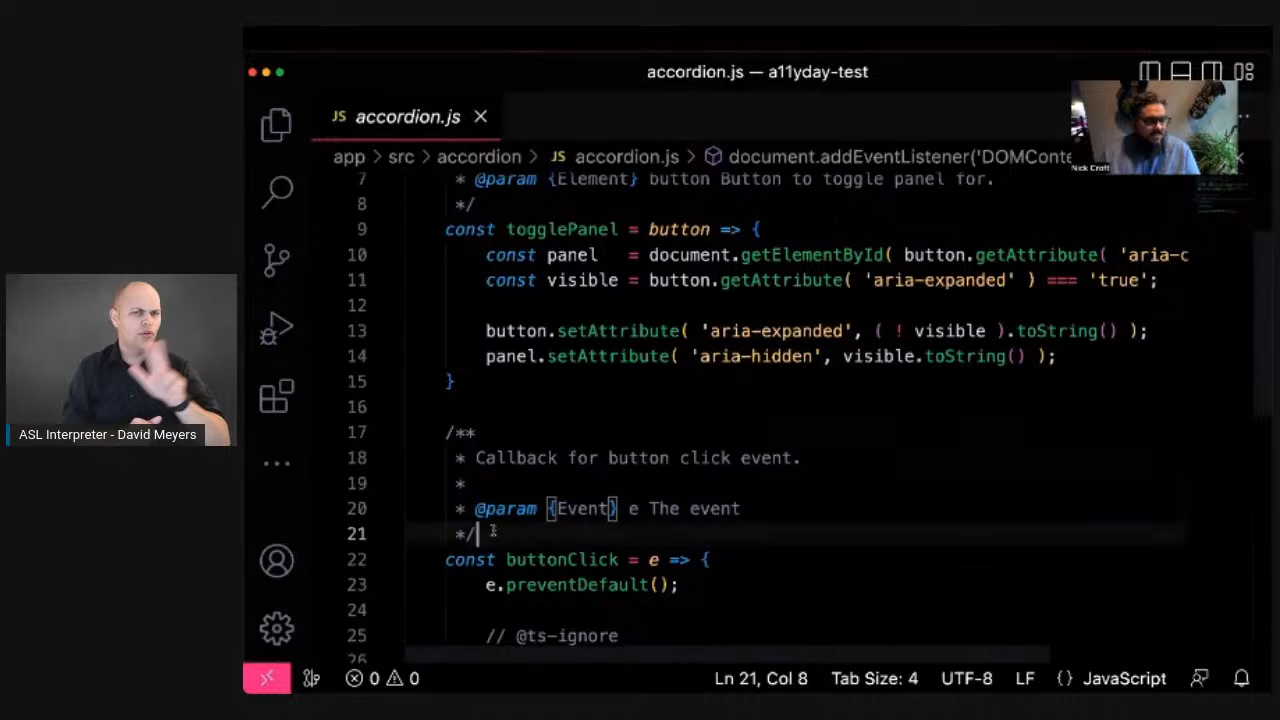 accordion.js — a11yday-test
JS accordion.js
app > src > accordion > JS accordion.js > document.addEventListener('DOMConte
Nick Croft
7 * @param {Element} button Button to toggle panel for.
8 */
9 const togglePanel = button => {
10 const panel = document.getElementById( button.getAttribute( 'aria-c
11 const visible = button.getAttribute( 'aria-expanded' ) === 'true';
12
13 button.setAttribute( 'aria-expanded', ( ! visible ).toString() );
14 panel.setAttribute( 'aria-hidden', visible.toString() );
15 }
16
17 /**
18 * Callback for button click event.
19 *
20 * @param {Event} e The event
21 */
22 const buttonClick = e => {
23 e.preventDefault();
24
25 // @ts-ignore
26
ASL Interpreter - David Meyers
0 0 Ln 21, Col 8 Tab Size: 4 UTF-8 LF {} JavaScript